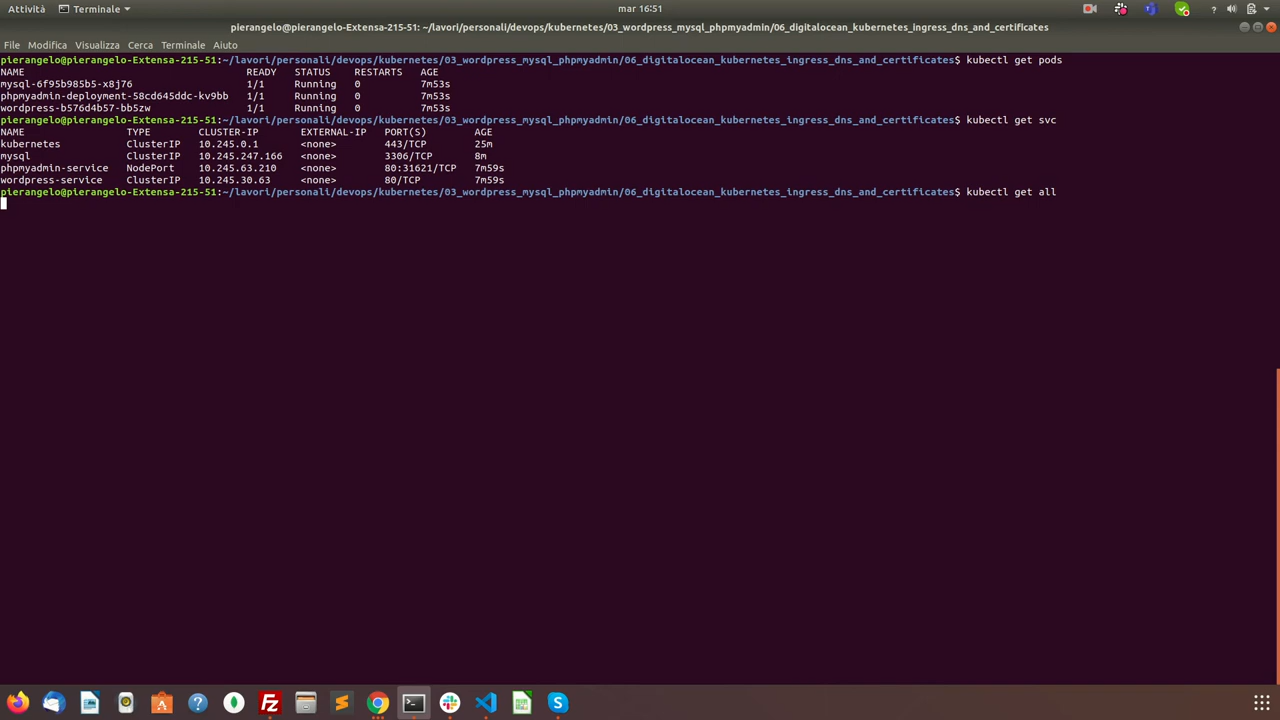 Attività Terminale mar 16:51 ?
pierangelo@pierangelo-Extensa-215-51: ~/lavori/personali/devops/kubernetes/03_wordpress_mysql_phpmyadmin/06_digitalocean_kubernetes_ingress_dns_and_certificates
File Modifica Visualizza Cerca Terminale Aiuto
pierangelo@pierangelo-Extensa-215-51:~/lavori/personali/devops/kubernetes/03_wordpress_mysql_phpmyadmin/06_digitalocean_kubernetes_ingress_dns_and_certificates$ kubectl get pods
NAME READY STATUS RESTARTS AGE
mysql-6f95b985b5-x8j76 1/1 Running 0 7m53s
phpmyadmin-deployment-58cd645ddc-kv9bb 1/1 Running 0 7m53s
wordpress-b576d4b57-bb5zw 1/1 Running 0 7m53s
pierangelo@pierangelo-Extensa-215-51:~/lavori/personali/devops/kubernetes/03_wordpress_mysql_phpmyadmin/06_digitalocean_kubernetes_ingress_dns_and_certificates$ kubectl get svc
NAME TYPE CLUSTER-IP EXTERNAL-IP PORT(S) AGE
kubernetes ClusterIP 10.245.0.1 <none> 443/TCP 25m
mysql ClusterIP 10.245.247.166 <none> 3306/TCP 8m
phpmyadmin-service NodePort 10.245.63.210 <none> 80:31621/TCP 7m59s
wordpress-service ClusterIP 10.245.30.63 <none> 80/TCP 7m59s
pierangelo@pierangelo-Extensa-215-51:~/lavori/personali/devops/kubernetes/03_wordpress_mysql_phpmyadmin/06_digitalocean_kubernetes_ingress_dns_and_certificates$ kubectl get all